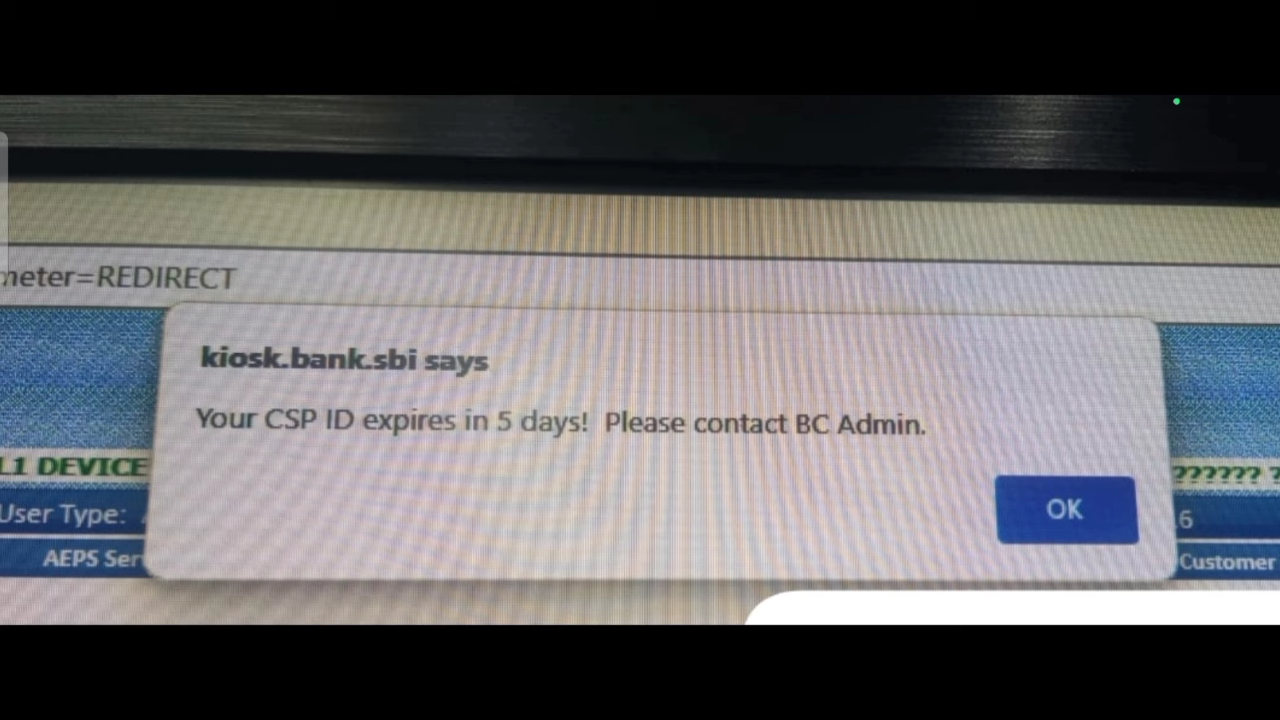 meter=REDIRECT
kiosk.bank.sbi says
Your CSP ID expires in 5 days! Please contact BC Admin.
OK
L1 DEVICE
?????? ?
User Type:
6
AEPS Ser
Customer